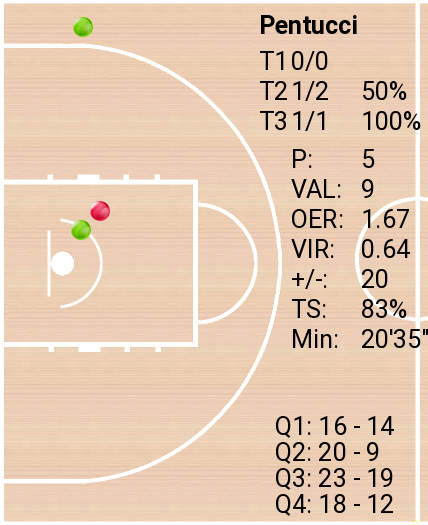 Pentucci
T1 0/0
T2 1/2 50%
T3 1/1 100%
P: 5
VAL: 9
OER: 1.67
VIR: 0.64
+/-: 20
TS: 83%
Min: 20'35"
Q1: 16 - 14
Q2: 20 - 9
Q3: 23 - 19
Q4: 18 - 12